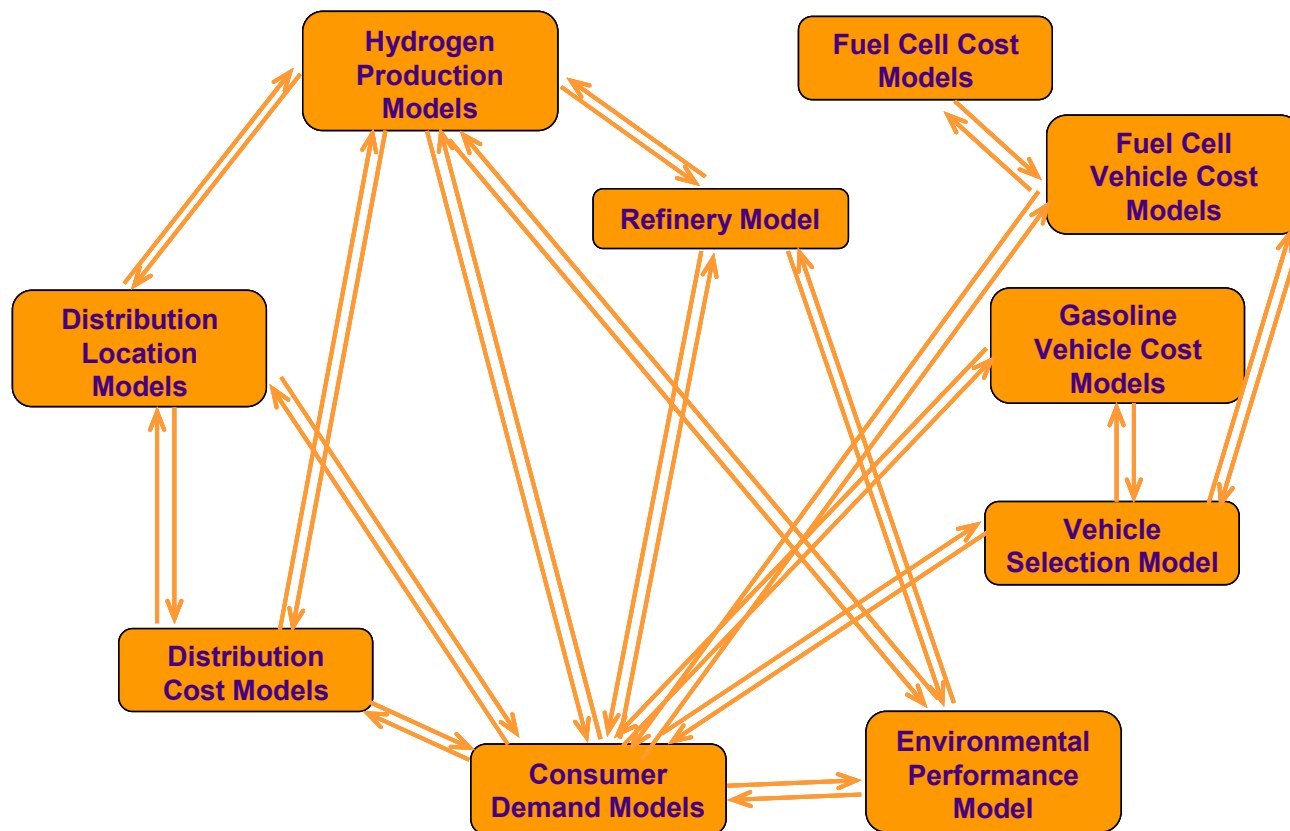 Hydrogen
Production
Models
Fuel Cell Cost
Models
Fuel Cell
Vehicle Cost
Models
Refinery Model
Distribution
Location
Models
Gasoline
Vehicle Cost
Models
Vehicle
Selection Model
Distribution
Cost Models
Consumer
Demand Models
Environmental
Performance
Model